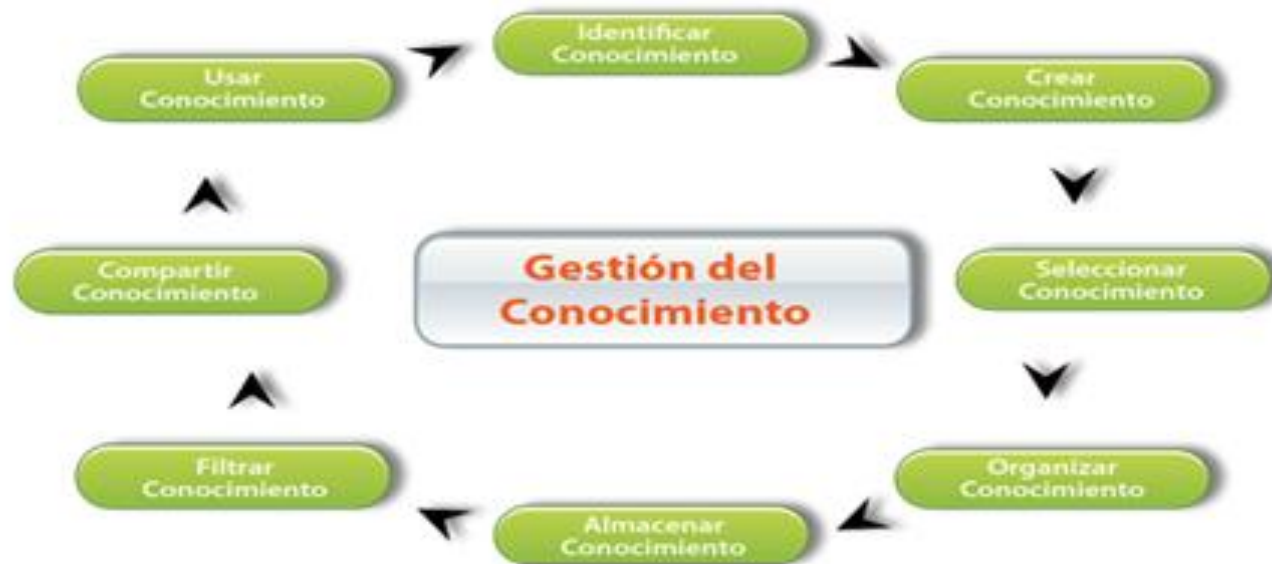 Identificar
Conocimiento
Crear
Conocimiento
Seleccionar
Conocimiento
Organizar
Conocimiento
Almacenar
Conocimiento
Filtrar
Conocimiento
Compartir
Conocimiento
Usar
Conocimiento
Gestión del
Conocimiento